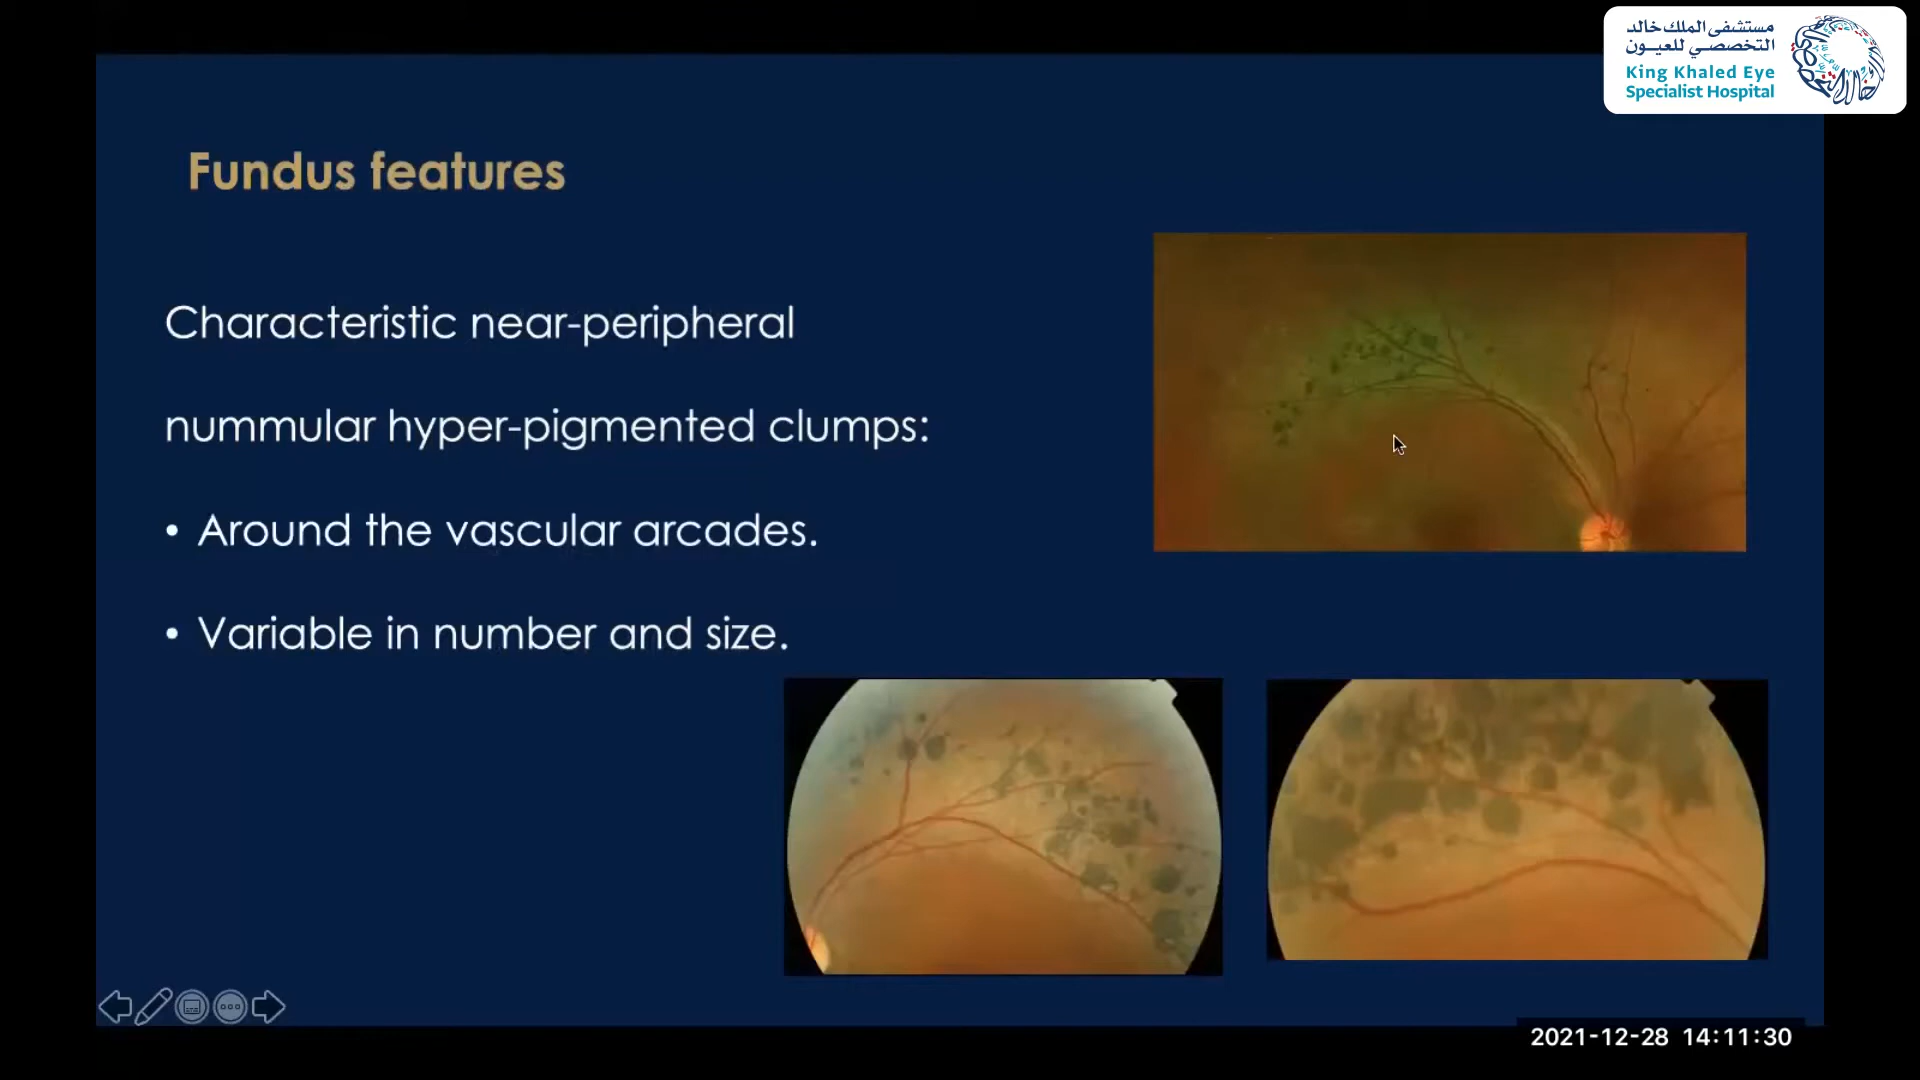 مستشفى الملك خالد
التخصصي للعيون
King Khaled Eye
Specialist Hospital
Fundus features
Characteristic near-peripheral
nummular hyper-pigmented clumps:
• Around the vascular arcades.
• Variable in number and size.
2021-12-28 14:11:30